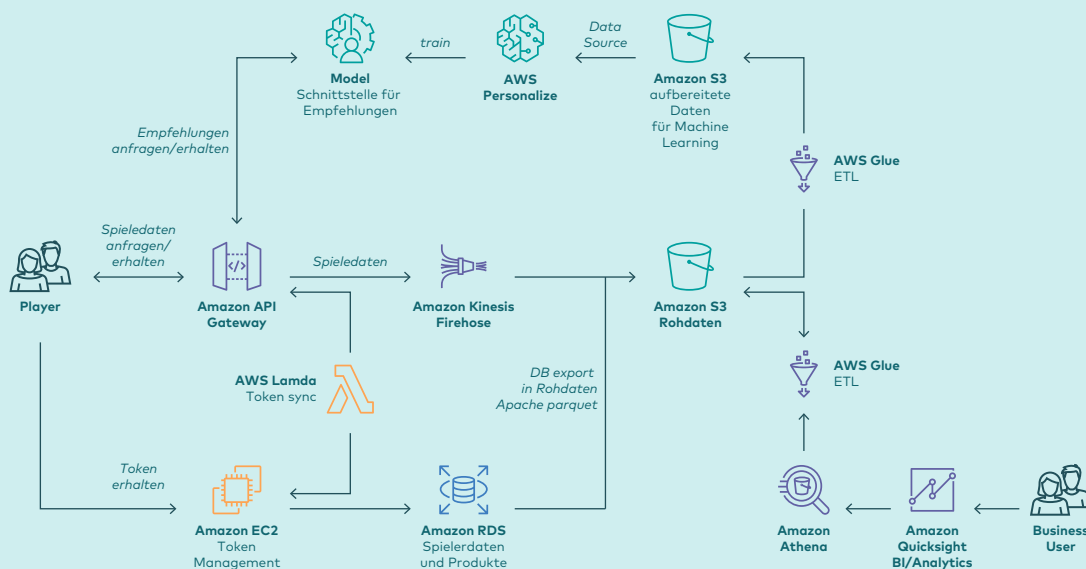 train
Data
Source
Model
Schnittstelle für
Empfehlungen
AWS
Personalize
Amazon S3
aufbereitete
Daten
für Machine
Learning
Empfehlungen
anfragen/erhalten
AWS Glue
ETL
Spieledaten
anfragen/
erhalten
</>
Spieledaten
Player
Amazon API
Gateway
Amazon Kinesis
Firehose
Amazon S3
Rohdaten
AWS Lamda
Token sync
DB export
in Rohdaten
Apache parquet
AWS Glue
ETL
Token
erhalten
Amazon EC2
Token
Management
Amazon RDS
Spielerdaten
und Produkte
Amazon
Athena
Amazon
Quicksight
BI/Analytics
Business
User